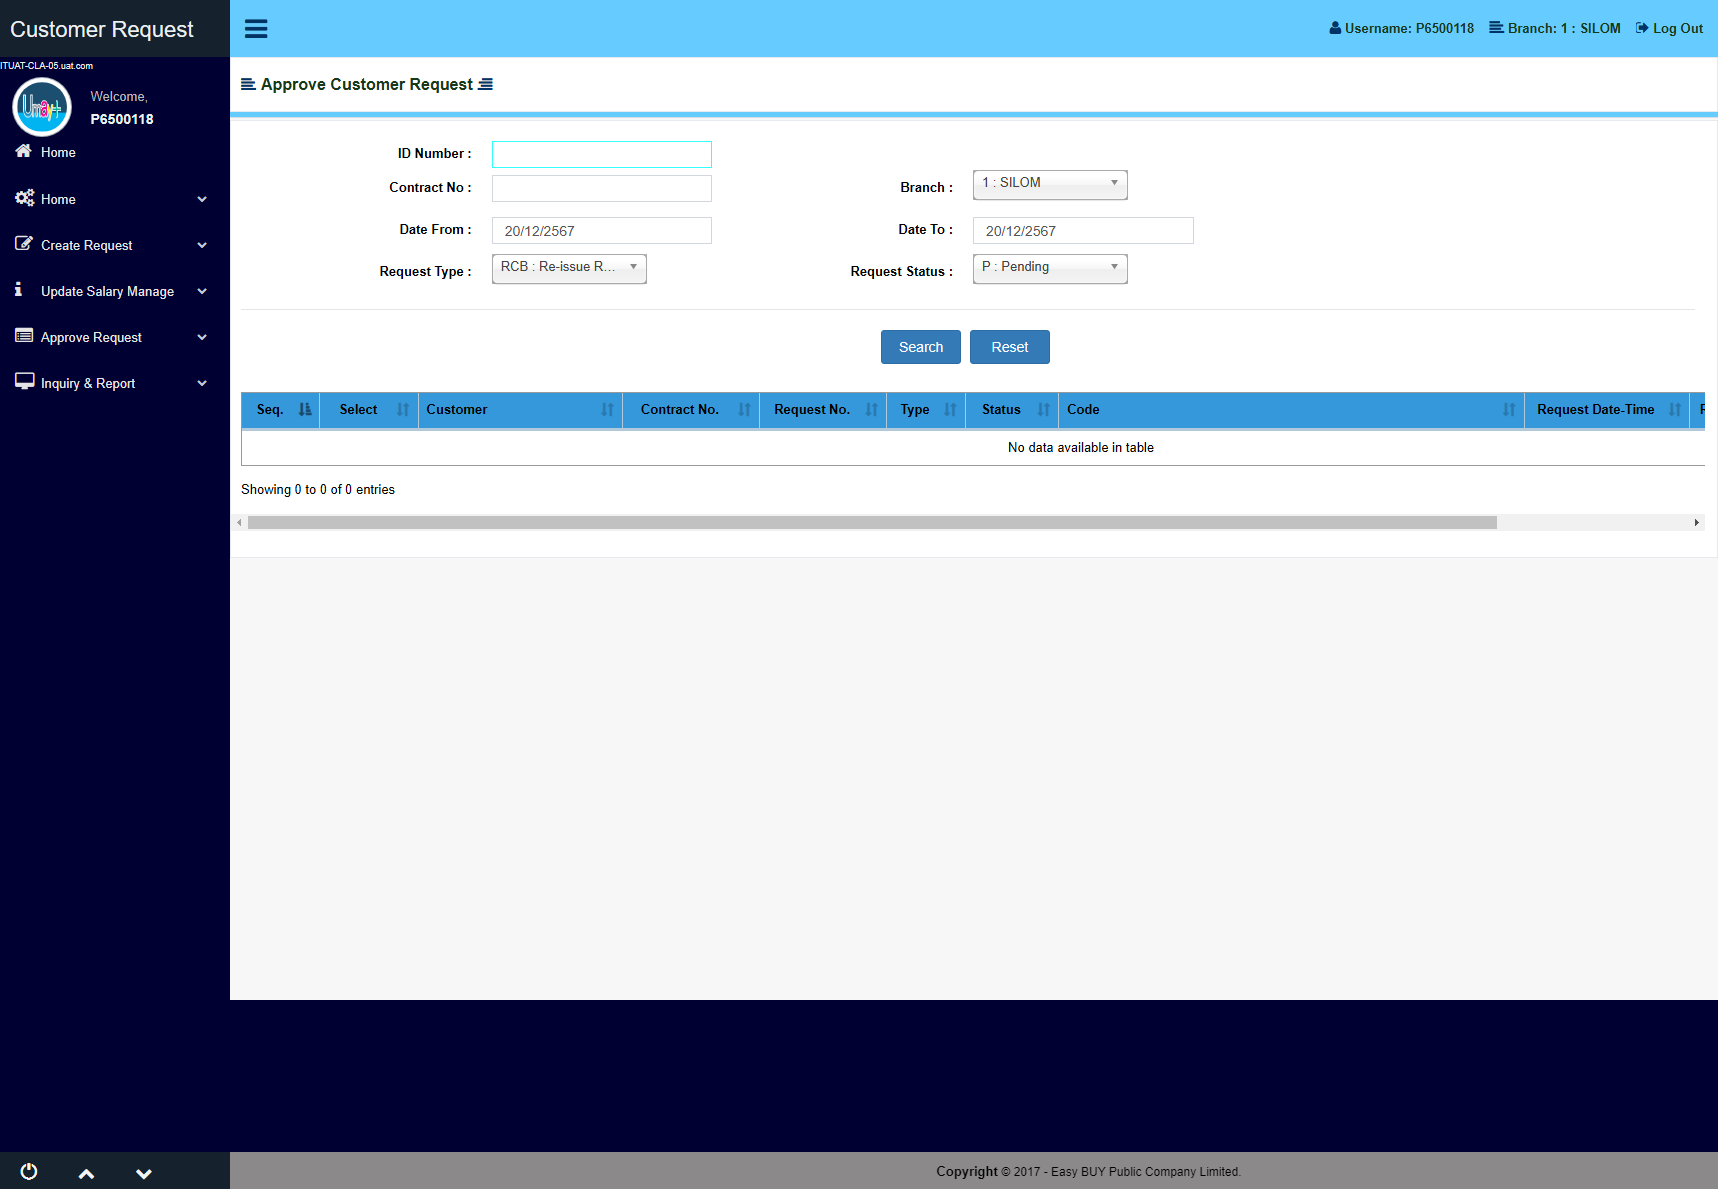 Customer Request
Username: P6500118 Branch: 1 : SILOM Log Out
ITUAT-CLA-05.uat.com
Umay+
Welcome,
P6500118
Home
Home
Create Request
Update Salary Manage
Approve Request
Inquiry & Report
Approve Customer Request
ID Number :
Contract No :
Branch : 1 : SILOM
Date From : 20/12/2567
Date To : 20/12/2567
Request Type : RCB : Re-issue R...
Request Status : P : Pending
Search Reset
Seq. Select Customer Contract No. Request No. Type Status Code Request Date-Time
No data available in table
Showing 0 to 0 of 0 entries
Copyright © 2017 - Easy BUY Public Company Limited.